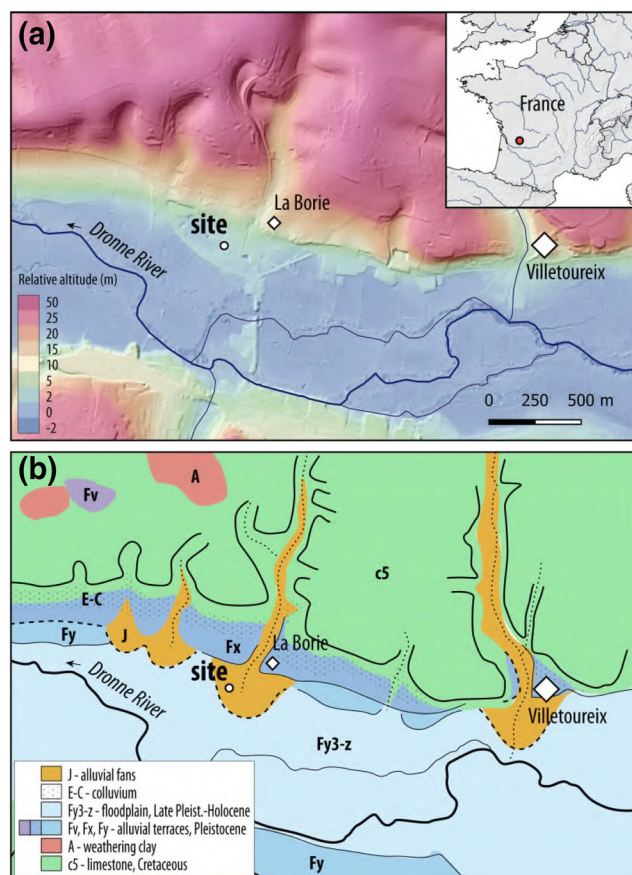 (a)
France
La Borie
site
Dronne River
Villetoureix
Relative altitude (m)
50
25
20
15
10
5
2
0
-2
0 250 500 m
(b)
A
Fv
c5
E-C
Fy
J
Fx
La Borie
site
Dronne River
Villetoureix
Fy3-z
J - alluvial fans
E-C - colluvium
Fy3-z - floodplain, Late Pleist.-Holocene
Fv, Fx, Fy - alluvial terraces, Pleistocene
A - weathering clay
c5 - limestone, Cretaceous
Fy